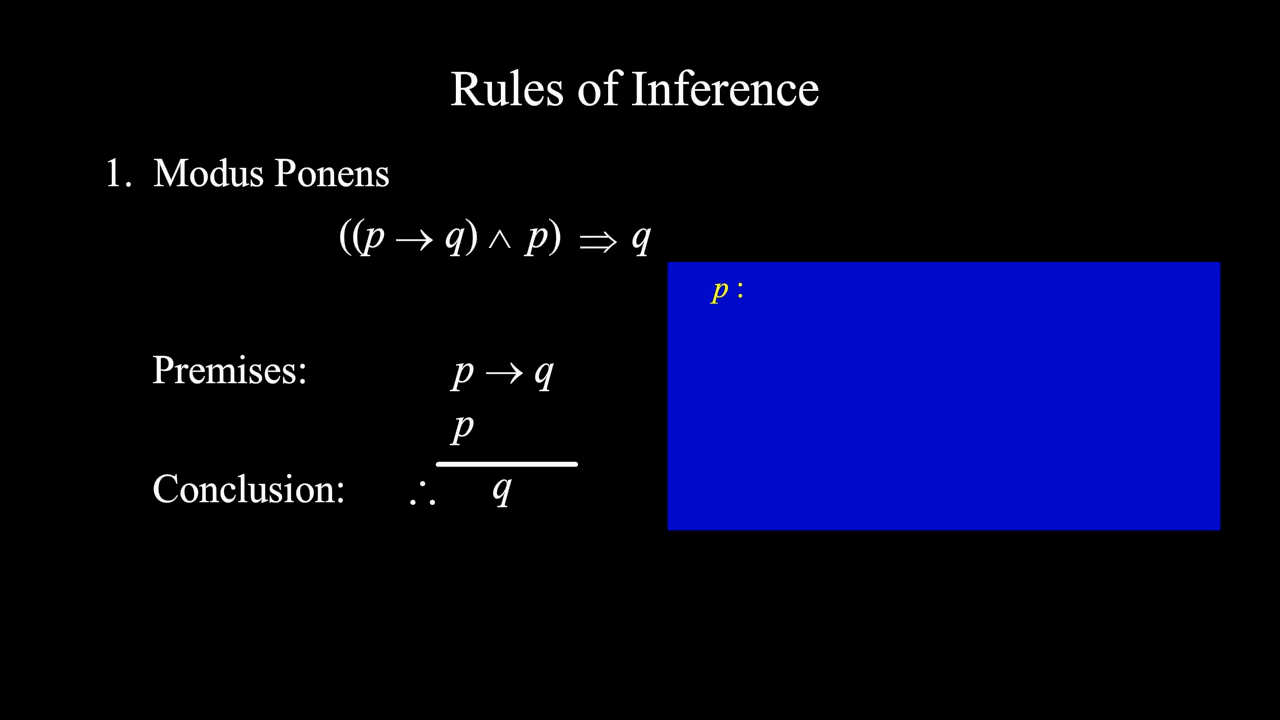 Rules of Inference
1. Modus Ponens
((p → q) ∧ p) ⇒ q
p :
Premises: p → q
p
Conclusion: ∴ q